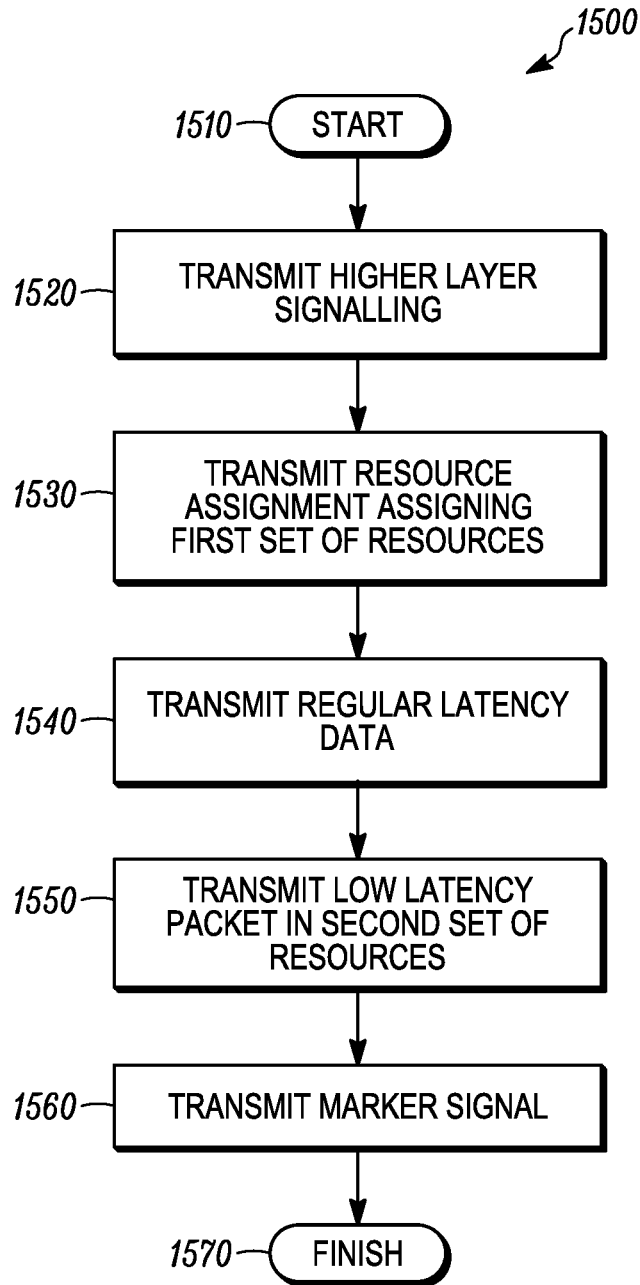 1500
1510
START
1520
TRANSMIT HIGHER LAYER
SIGNALLING
1530
TRANSMIT RESOURCE
ASSIGNMENT ASSIGNING
FIRST SET OF RESOURCES
1540
TRANSMIT REGULAR LATENCY
DATA
1550
TRANSMIT LOW LATENCY
PACKET IN SECOND SET OF
RESOURCES
1560
TRANSMIT MARKER SIGNAL
1570
FINISH